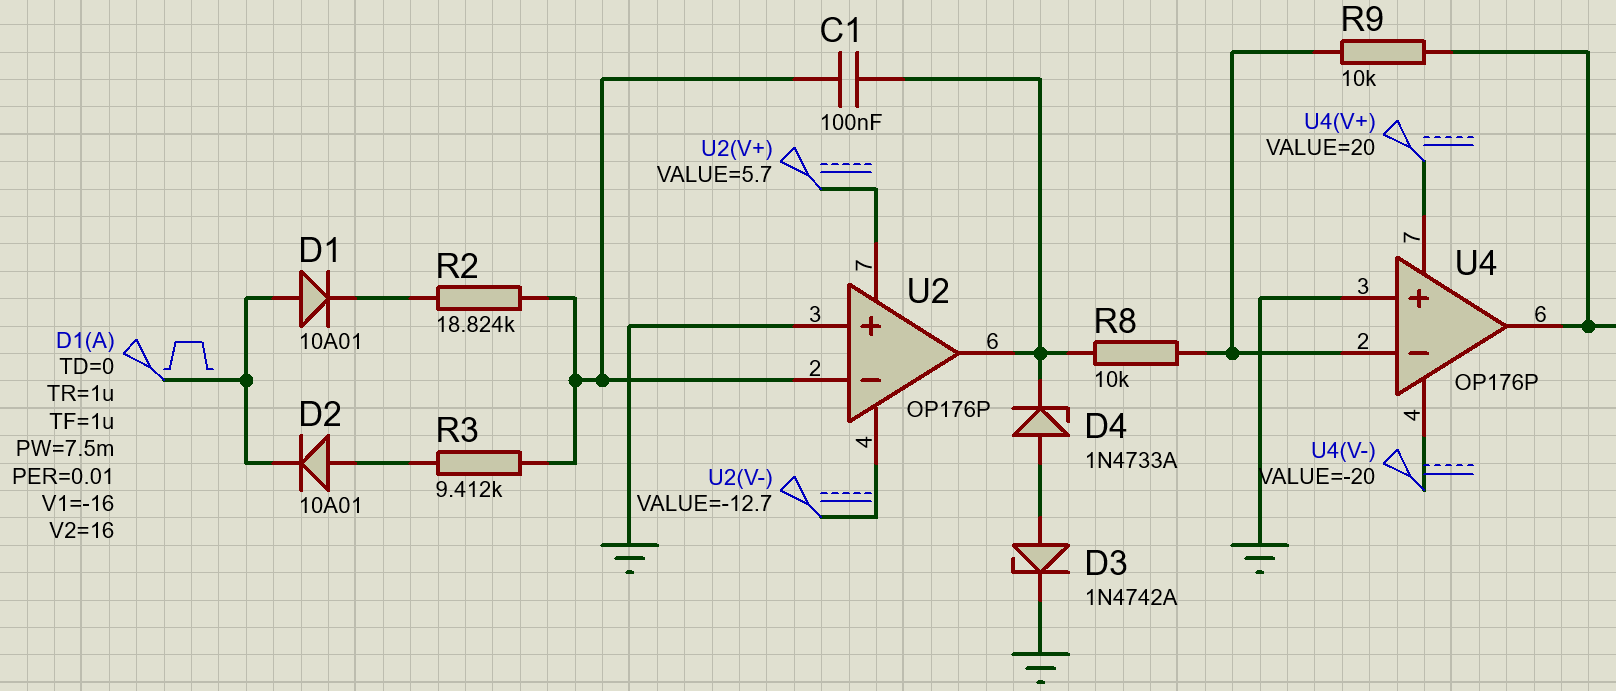 C1
100nF
R9
10k
U2(V+)
VALUE=5.7
U4(V+)
VALUE=20
D1
10A01
R2
18.824k
D1(A)
TD=0
TR=1u
TF=1u
PW=7.5m
PER=0.01
V1=-16
V2=16
D2
10A01
R3
9.412k
7
3
2
6
4
U2
OP176P
U2(V-)
VALUE=-12.7
R8
10k
D4
1N4733A
D3
1N4742A
7
3
2
6
4
U4
OP176P
U4(V-)
VALUE=-20